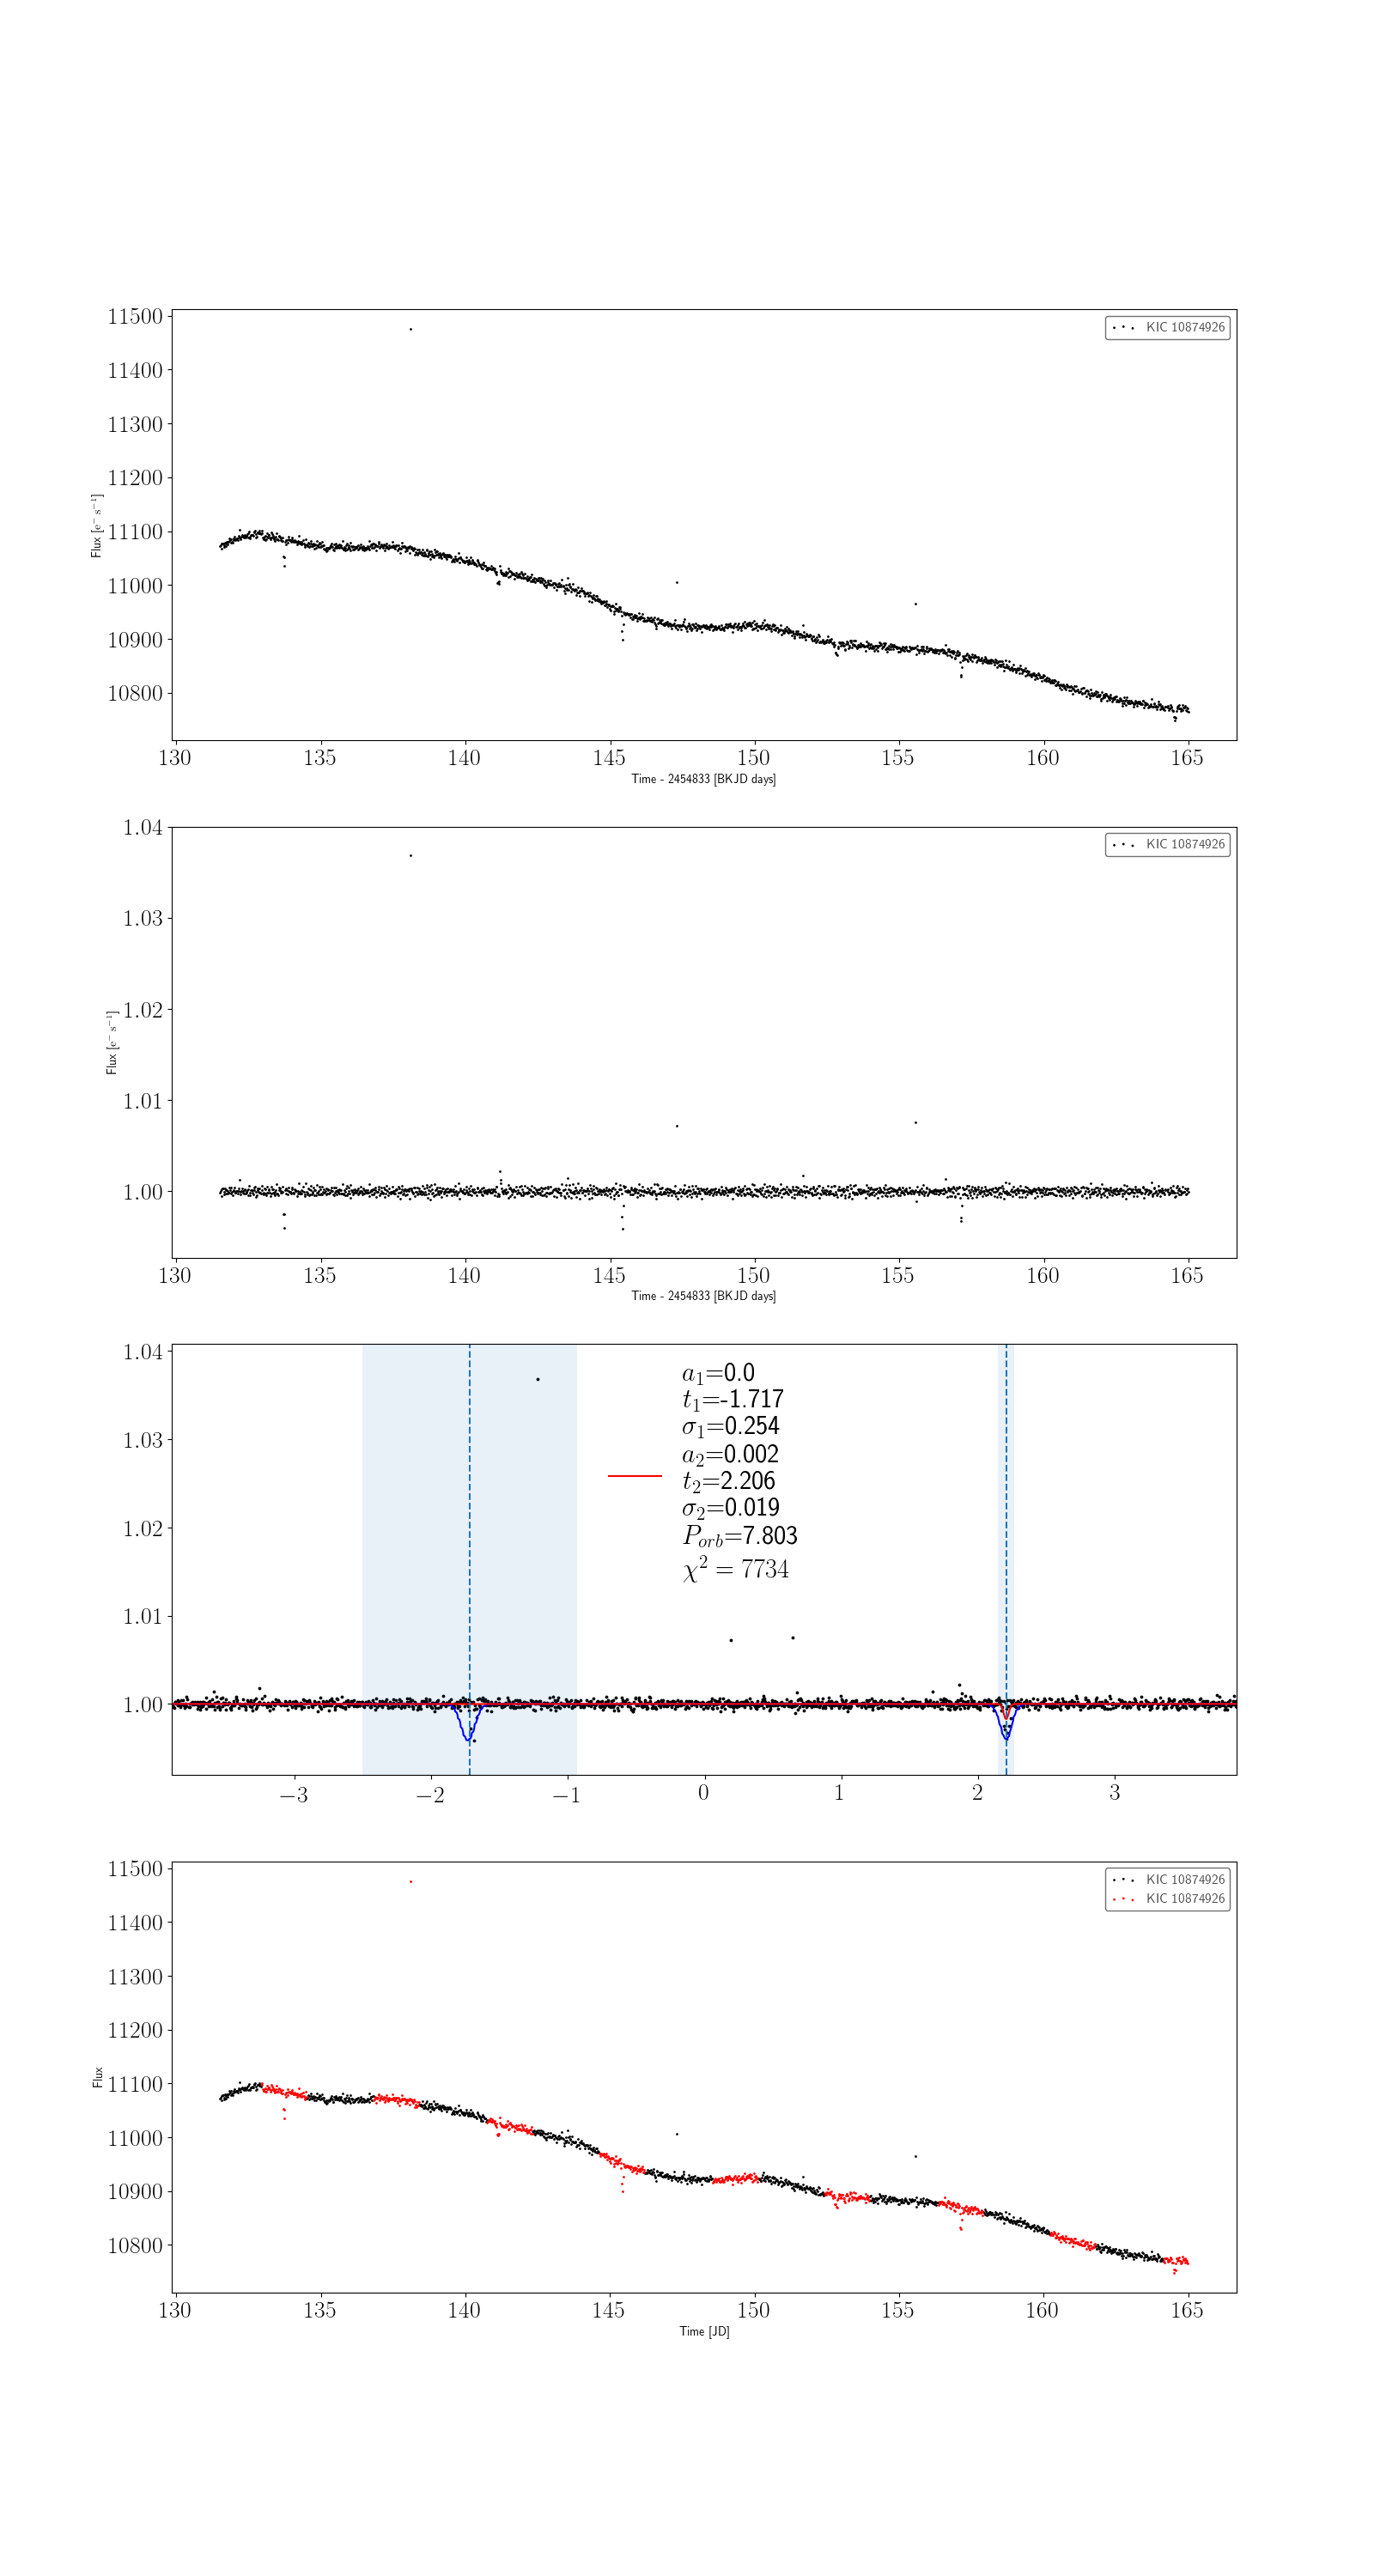 11500
11400
11300
11200
11100
11000
10900
10800
Flux [e⁻ s⁻¹]
KIC 10874926
130 135 140 145 150 155 160 165
Time - 2454833 [BKJD days]
1.04
1.03
1.02
1.01
1.00
Flux [e⁻ s⁻¹]
KIC 10874926
130 135 140 145 150 155 160 165
Time - 2454833 [BKJD days]
1.04
1.03
1.02
1.01
1.00
a₁=0.0
t₁=-1.717
σ₁=0.254
a₂=0.002
t₂=2.206
σ₂=0.019
P_orb=7.803
χ² = 7734
−3 −2 −1 0 1 2 3
11500
11400
11300
11200
11100
11000
10900
10800
Flux
KIC 10874926
KIC 10874926
130 135 140 145 150 155 160 165
Time [JD]